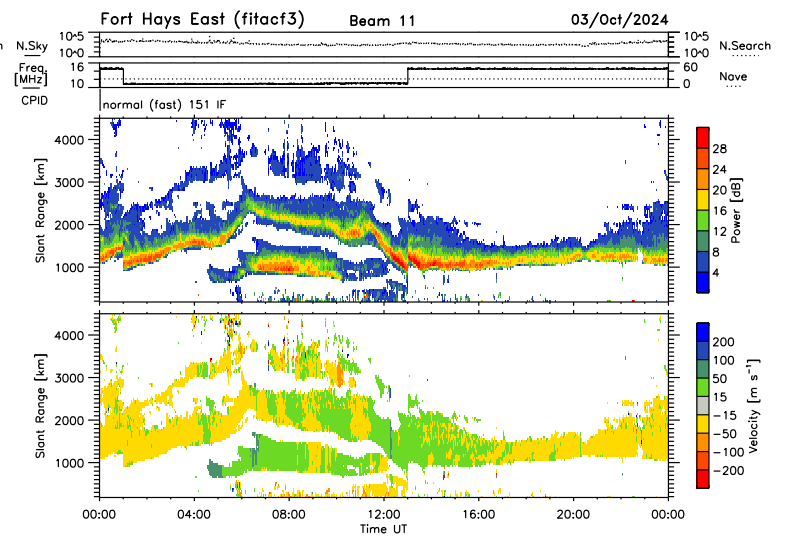 Fort Hays East (fitacf3) Beam 11 03/Oct/2024
n N.Sky 10^5 10^0 10^5 10^0 N.Search
Freq. [MHz] 16 10 60 0 Nave
CPID normal (fast) 151 IF
Slant Range [km]
4000
3000
2000
1000
Power [dB]
28
24
20
16
12
8
4
Slant Range [km]
4000
3000
2000
1000
Velocity [m s⁻¹]
200
100
50
15
-15
-50
-100
-200
00:00 04:00 08:00 12:00 16:00 20:00 00:00
Time UT